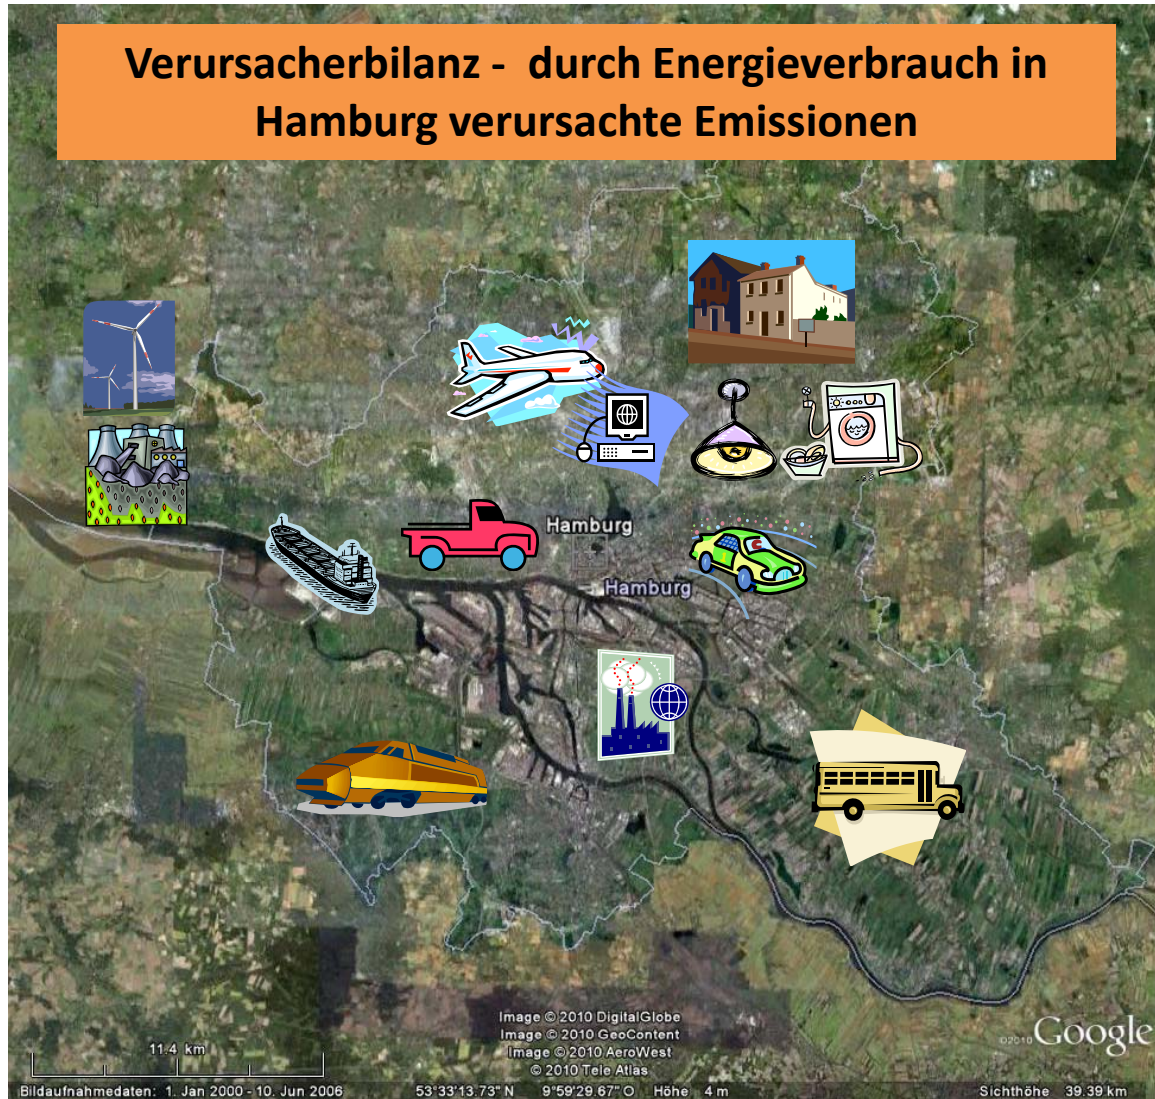 Verursacherbilanz - durch Energieverbrauch in
Hamburg verursachte Emissionen
Hamburg
Hamburg
Image © 2010 DigitalGlobe
Image © 2010 GeoContent
Image © 2010 AeroWest
© 2010 Tele Atlas
©2010 Google
11.4 km
Bildaufnahmedaten: 1. Jan 2000 - 10. Jun 2006 53°33'13.73" N 9°59'29.67" O Höhe 4 m Sichthöhe 39.39 km